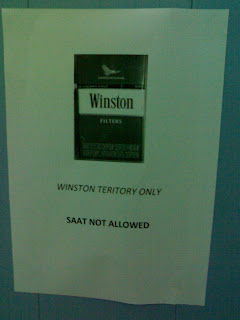 Winston
FILTERS
WINSTON TERITORY ONLY
SAAT NOT ALLOWED